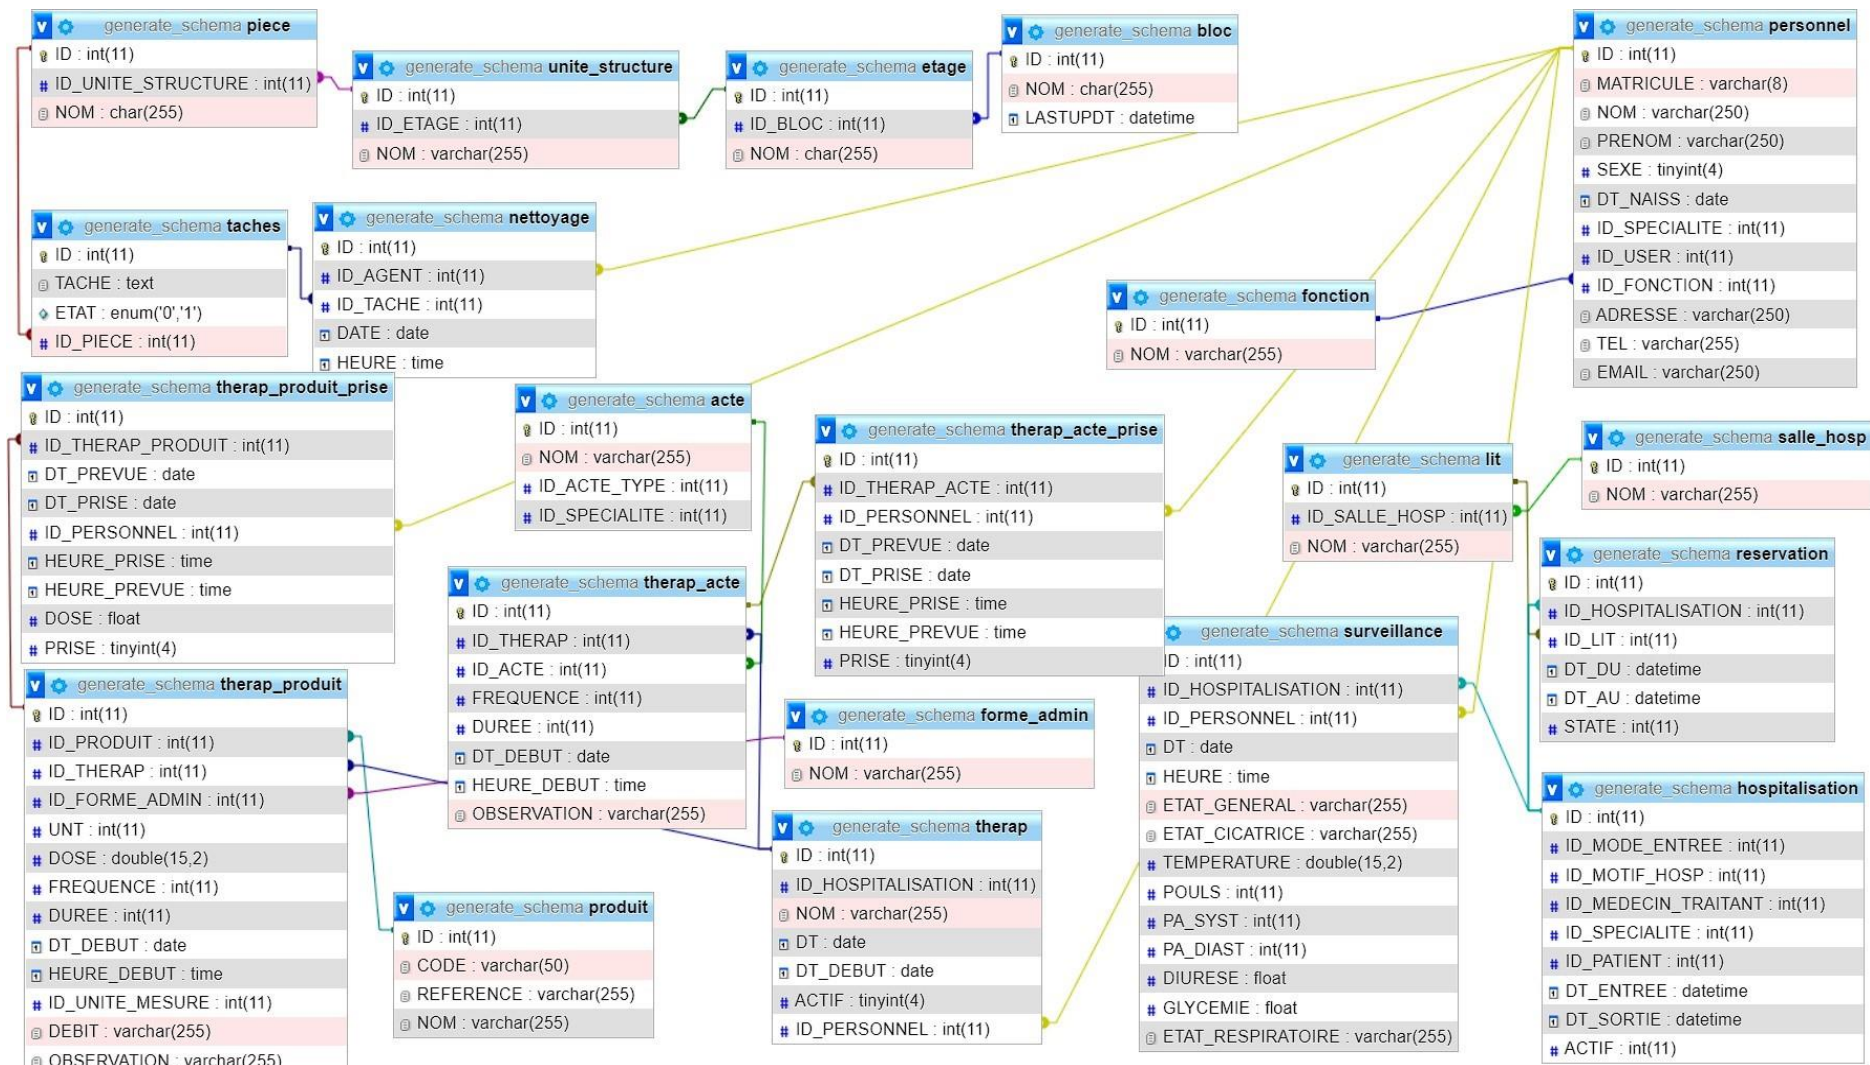 generate_schema piece
ID : int(11)
ID_UNITE_STRUCTURE : int(11)
NOM : char(255)
generate_schema unite_structure
ID : int(11)
ID_ETAGE : int(11)
NOM : varchar(255)
generate_schema etage
ID : int(11)
ID_BLOC : int(11)
NOM : char(255)
generate_schema bloc
ID : int(11)
NOM : char(255)
LASTUPDT : datetime
generate_schema personnel
ID : int(11)
MATRICULE : varchar(8)
NOM : varchar(250)
PRENOM : varchar(250)
SEXE : tinyint(4)
DT_NAISS : date
ID_SPECIALITE : int(11)
ID_USER : int(11)
ID_FONCTION : int(11)
ADRESSE : varchar(250)
TEL : varchar(255)
EMAIL : varchar(250)
generate_schema taches
ID : int(11)
TACHE : text
ETAT : enum('0','1')
ID_PIECE : int(11)
generate_schema nettoyage
ID : int(11)
ID_AGENT : int(11)
ID_TACHE : int(11)
DATE : date
HEURE : time
generate_schema fonction
ID : int(11)
NOM : varchar(255)
generate_schema therap_produit_prise
ID : int(11)
ID_THERAP_PRODUIT : int(11)
DT_PREVUE : date
DT_PRISE : date
ID_PERSONNEL : int(11)
HEURE_PRISE : time
HEURE_PREVUE : time
DOSE : float
PRISE : tinyint(4)
generate_schema acte
ID : int(11)
NOM : varchar(255)
ID_ACTE_TYPE : int(11)
ID_SPECIALITE : int(11)
generate_schema therap_acte_prise
ID : int(11)
ID_THERAP_ACTE : int(11)
ID_PERSONNEL : int(11)
DT_PREVUE : date
DT_PRISE : date
HEURE_PRISE : time
HEURE_PREVUE : time
PRISE : tinyint(4)
generate_schema lit
ID : int(11)
ID_SALLE_HOSP : int(11)
NOM : varchar(255)
generate_schema salle_hosp
ID : int(11)
NOM : varchar(255)
generate_schema reservation
ID : int(11)
ID_HOSPITALISATION : int(11)
ID_LIT : int(11)
DT_DU : datetime
DT_AU : datetime
STATE : int(11)
generate_schema therap_acte
ID : int(11)
ID_THERAP : int(11)
ID_ACTE : int(11)
FREQUENCE : int(11)
DUREE : int(11)
DT_DEBUT : date
HEURE_DEBUT : time
OBSERVATION : varchar(255)
generate_schema surveillance
ID : int(11)
ID_HOSPITALISATION : int(11)
ID_PERSONNEL : int(11)
DT : date
HEURE : time
ETAT_GENERAL : varchar(255)
ETAT_CICATRICE : varchar(255)
TEMPERATURE : double(15,2)
POULS : int(11)
PA_SYST : int(11)
PA_DIAST : int(11)
DIURESE : float
GLYCEMIE : float
ETAT_RESPIRATOIRE : varchar(255)
generate_schema therap_produit
ID : int(11)
ID_PRODUIT : int(11)
ID_THERAP : int(11)
ID_FORME_ADMIN : int(11)
UNT : int(11)
DOSE : double(15,2)
FREQUENCE : int(11)
DUREE : int(11)
DT_DEBUT : date
HEURE_DEBUT : time
ID_UNITE_MESURE : int(11)
DEBIT : varchar(255)
OBSERVATION : varchar(255)
generate_schema forme_admin
ID : int(11)
NOM : varchar(255)
generate_schema produit
ID : int(11)
CODE : varchar(50)
REFERENCE : varchar(255)
NOM : varchar(255)
generate_schema therap
ID : int(11)
ID_HOSPITALISATION : int(11)
NOM : varchar(255)
DT : date
DT_DEBUT : date
ACTIF : tinyint(4)
ID_PERSONNEL : int(11)
generate_schema hospitalisation
ID : int(11)
ID_MODE_ENTREE : int(11)
ID_MOTIF_HOSP : int(11)
ID_MEDECIN_TRAITANT : int(11)
ID_SPECIALITE : int(11)
ID_PATIENT : int(11)
DT_ENTREE : datetime
DT_SORTIE : datetime
ACTIF : int(11)